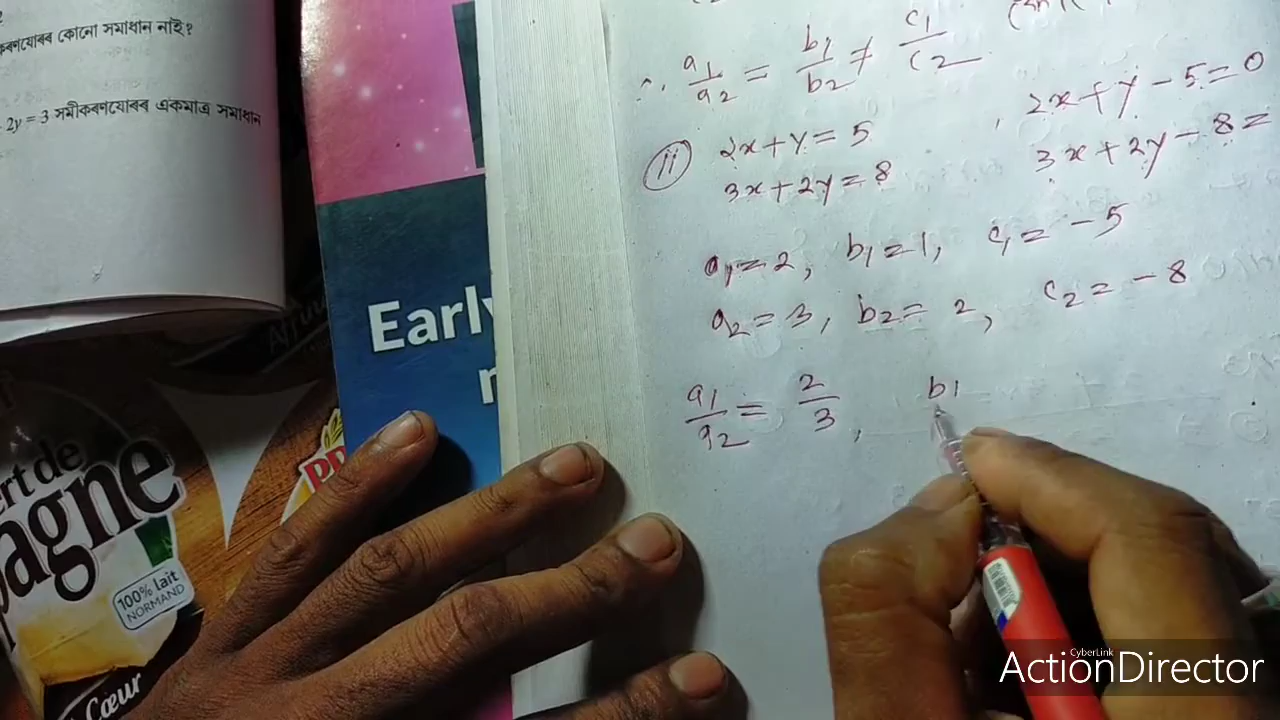 কৰণযোৰৰ কোনো সমাধান নাই?
2y = 3 সমীকৰণযোৰৰ একমাত্ৰ সমাধান
∴ a₁/a₂ = b₁/b₂ ≠ c₁/c₂
(ii) 2x + y = 5 , 2x + y - 5 = 0
3x + 2y = 8 3x + 2y - 8 =
a₁ = 2, b₁ = 1, c₁ = - 5
a₂ = 3, b₂ = 2, c₂ = - 8
a₁/a₂ = 2/3, b₁
Early
100% lait
NORMAND
Cœur
CyberLink
ActionDirector